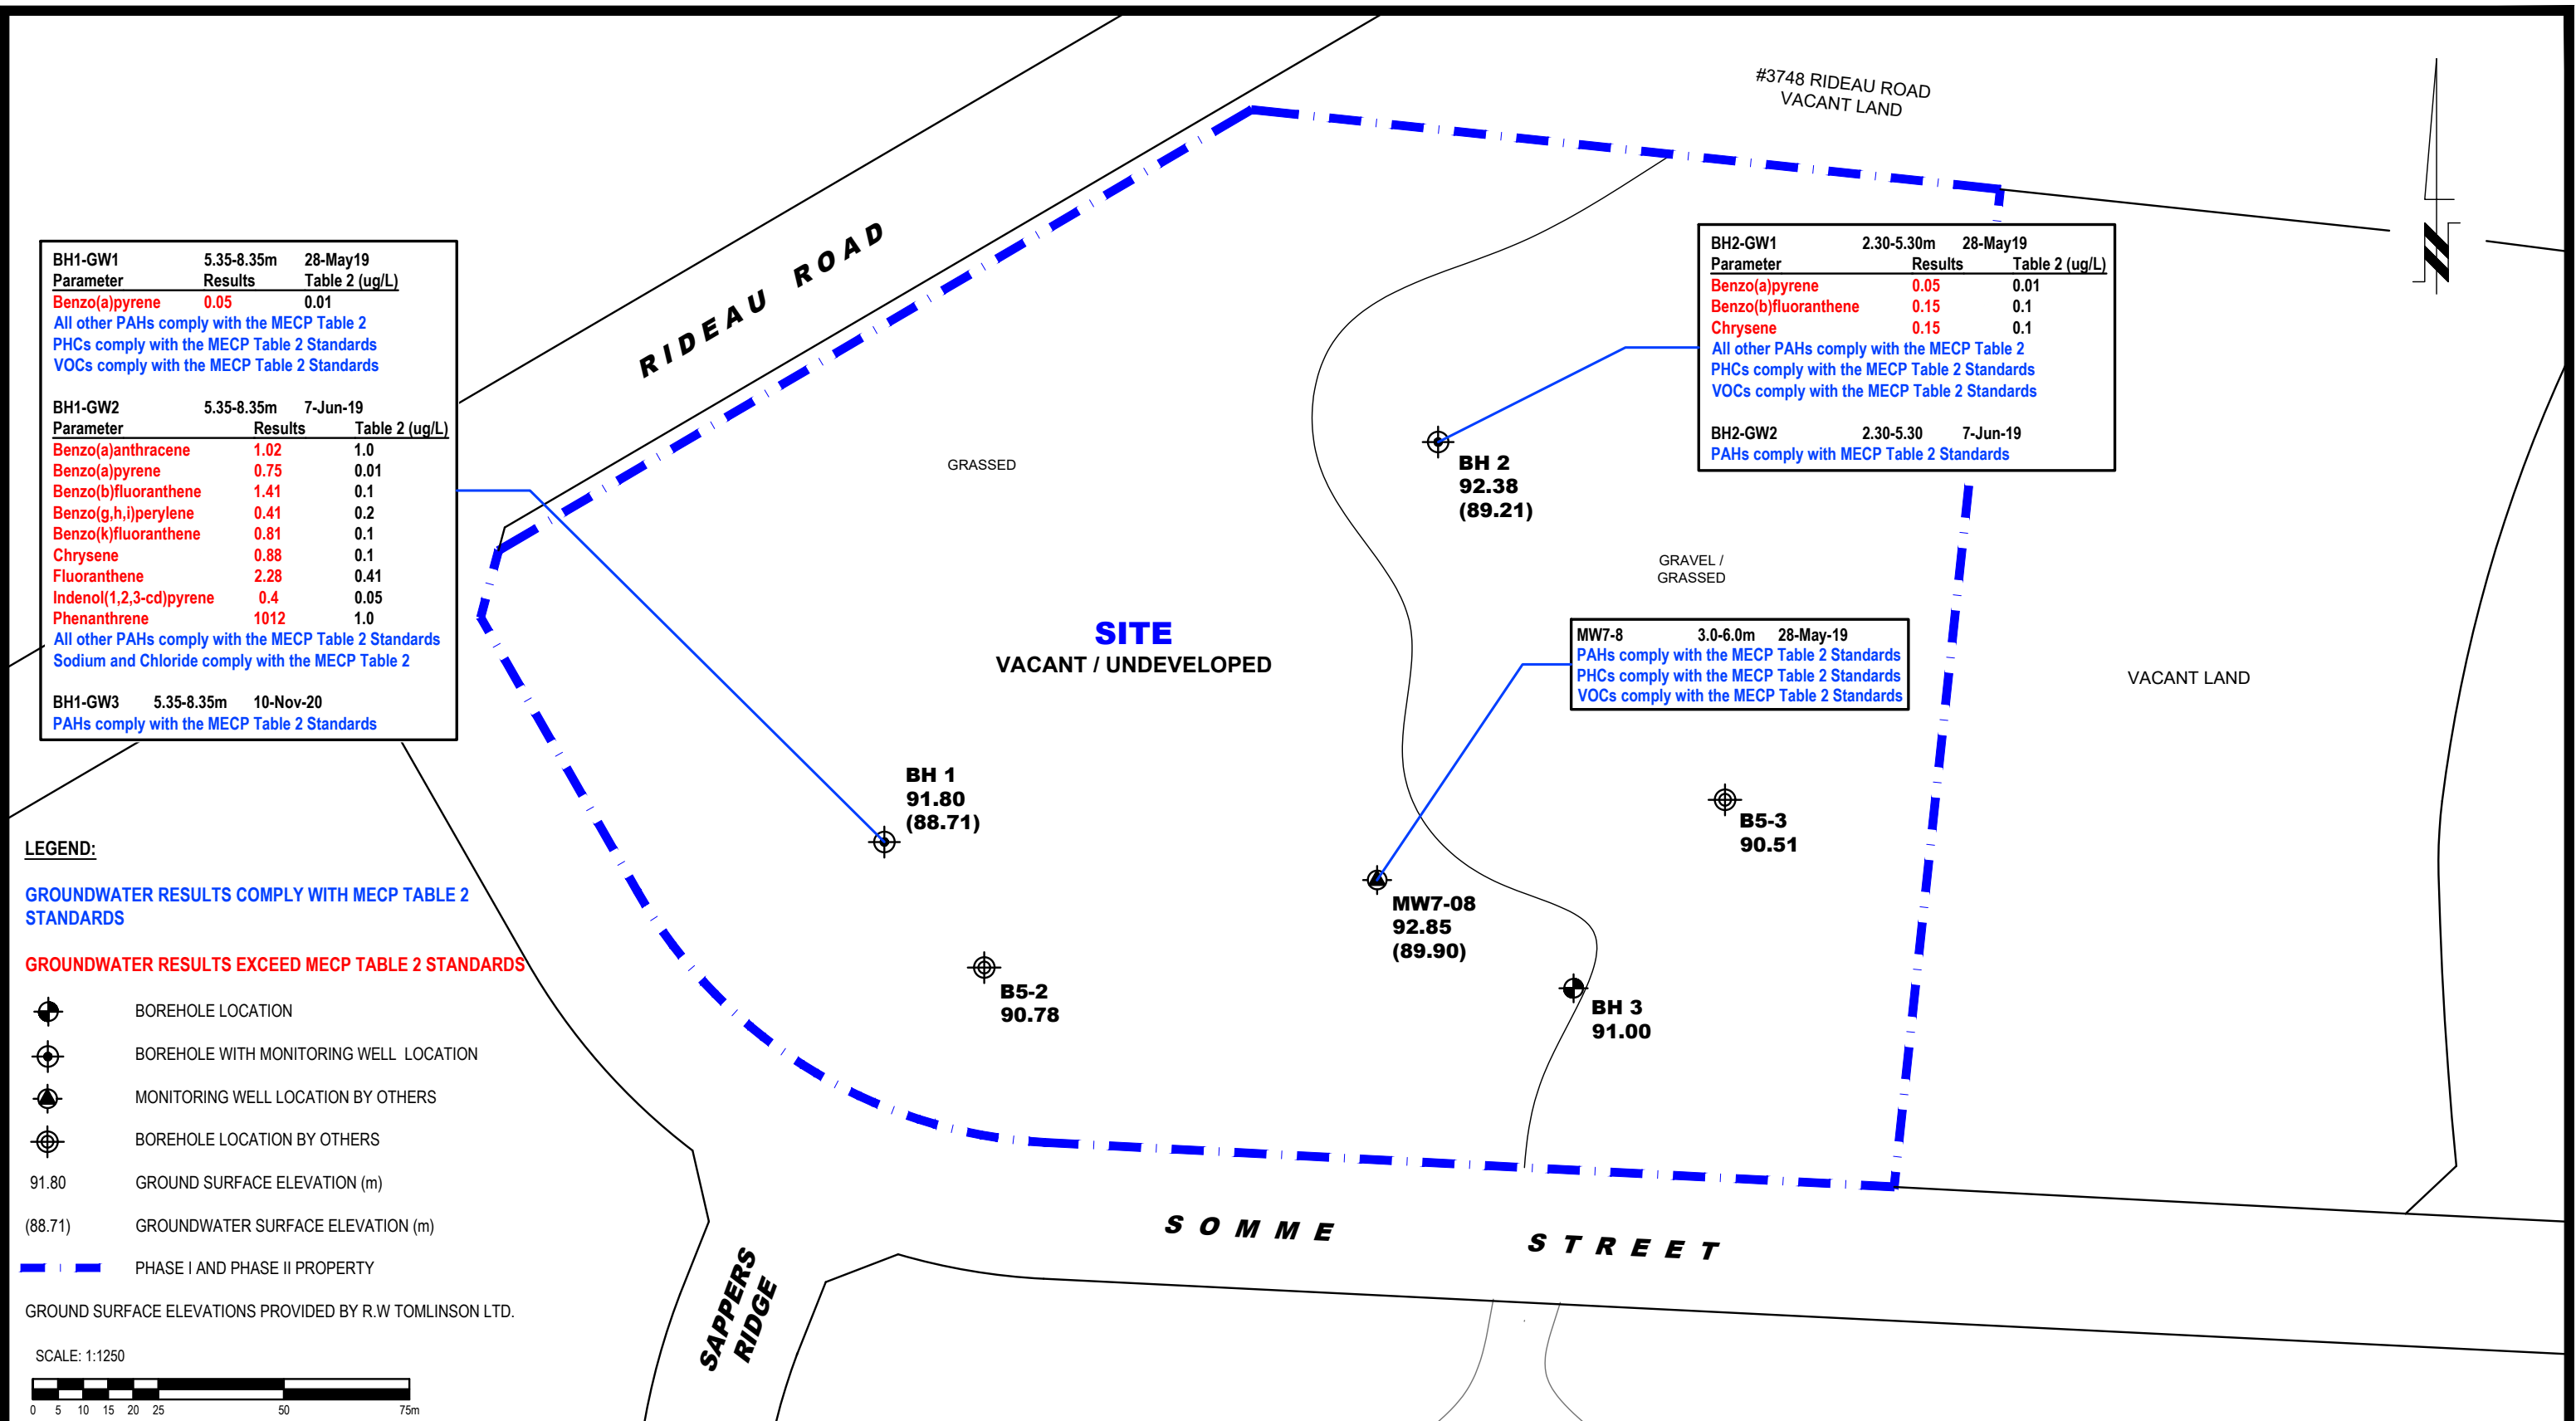 #3748 RIDEAU ROAD
VACANT LAND
RIDEAU ROAD
BH1-GW1 5.35-8.35m 28-May19
Parameter Results Table 2 (ug/L)
Benzo(a)pyrene 0.05 0.01
All other PAHs comply with the MECP Table 2
PHCs comply with the MECP Table 2 Standards
VOCs comply with the MECP Table 2 Standards
BH1-GW2 5.35-8.35m 7-Jun-19
Parameter Results Table 2 (ug/L)
Benzo(a)anthracene 1.02 1.0
Benzo(a)pyrene 0.75 0.01
Benzo(b)fluoranthene 1.41 0.1
Benzo(g,h,i)perylene 0.41 0.2
Benzo(k)fluoranthene 0.81 0.1
Chrysene 0.88 0.1
Fluoranthene 2.28 0.41
Indenol(1,2,3-cd)pyrene 0.4 0.05
Phenanthrene 1012 1.0
All other PAHs comply with the MECP Table 2 Standards
Sodium and Chloride comply with the MECP Table 2
BH1-GW3 5.35-8.35m 10-Nov-20
PAHs comply with the MECP Table 2 Standards
BH2-GW1 2.30-5.30m 28-May19
Parameter Results Table 2 (ug/L)
Benzo(a)pyrene 0.05 0.01
Benzo(b)fluoranthene 0.15 0.1
Chrysene 0.15 0.1
All other PAHs comply with the MECP Table 2
PHCs comply with the MECP Table 2 Standards
VOCs comply with the MECP Table 2 Standards
BH2-GW2 2.30-5.30 7-Jun-19
PAHs comply with MECP Table 2 Standards
GRASSED
BH 2
92.38
(89.21)
GRAVEL /
GRASSED
SITE
VACANT / UNDEVELOPED
MW7-8 3.0-6.0m 28-May-19
PAHs comply with the MECP Table 2 Standards
PHCs comply with the MECP Table 2 Standards
VOCs comply with the MECP Table 2 Standards
VACANT LAND
BH 1
91.80
(88.71)
B5-3
90.51
MW7-08
92.85
(89.90)
B5-2
90.78
BH 3
91.00
SOMME STREET
SAPPERS
RIDGE
LEGEND:
GROUNDWATER RESULTS COMPLY WITH MECP TABLE 2
STANDARDS
GROUNDWATER RESULTS EXCEED MECP TABLE 2 STANDARDS
BOREHOLE LOCATION
BOREHOLE WITH MONITORING WELL LOCATION
MONITORING WELL LOCATION BY OTHERS
BOREHOLE LOCATION BY OTHERS
91.80 GROUND SURFACE ELEVATION (m)
(88.71) GROUNDWATER SURFACE ELEVATION (m)
PHASE I AND PHASE II PROPERTY
GROUND SURFACE ELEVATIONS PROVIDED BY R.W TOMLINSON LTD.
SCALE: 1:1250
0 5 10 15 20 25 50 75m